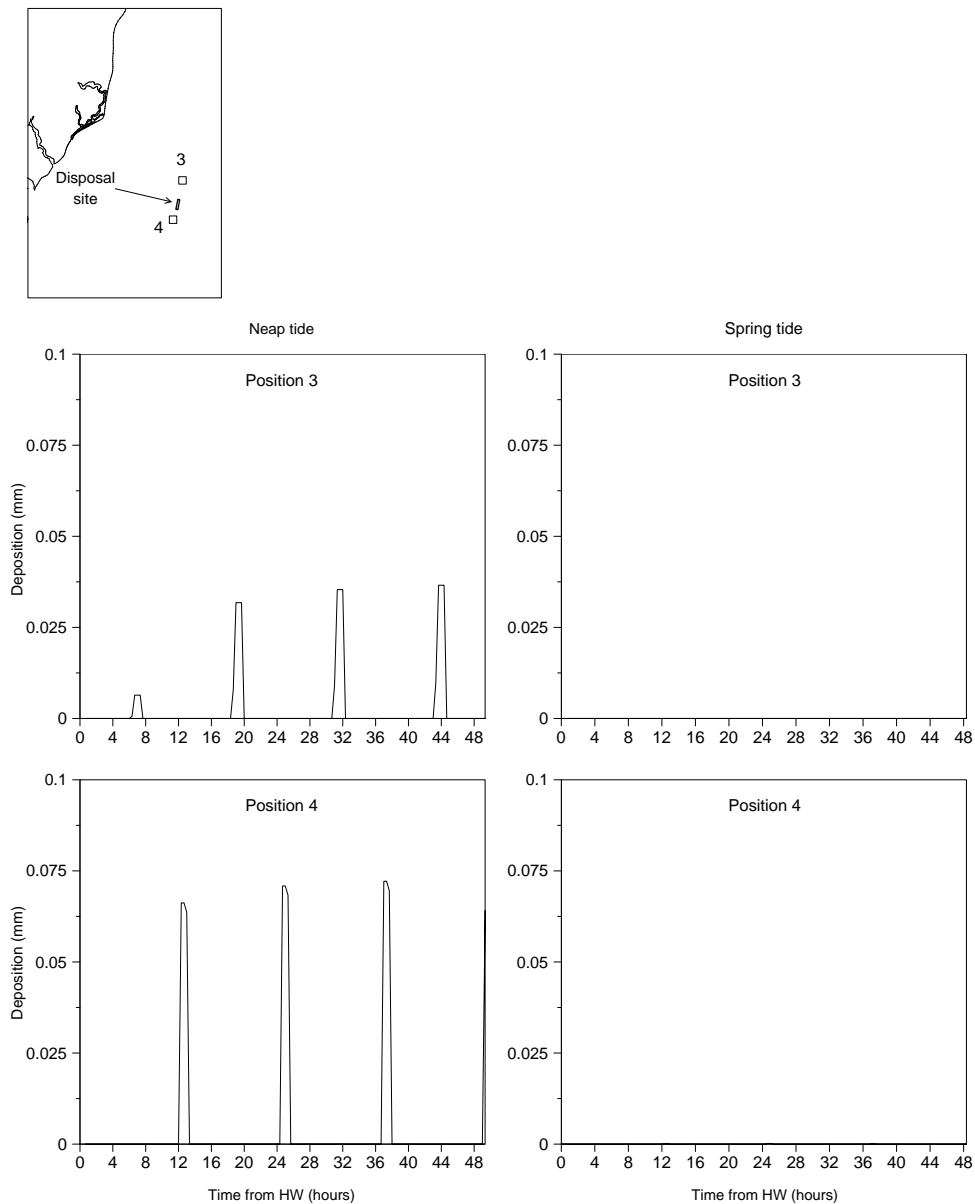 3
Disposal
site
4
Neap tide
Spring tide
0.1
0.075
0.05
0.025
0
Deposition (mm)
Position 3
0 4 8 12 16 20 24 28 32 36 40 44 48
0.1
0.075
0.05
0.025
0
Position 3
0 4 8 12 16 20 24 28 32 36 40 44 48
0.1
0.075
0.05
0.025
0
Deposition (mm)
Position 4
0 4 8 12 16 20 24 28 32 36 40 44 48
Time from HW (hours)
0.1
0.075
0.05
0.025
0
Position 4
0 4 8 12 16 20 24 28 32 36 40 44 48
Time from HW (hours)